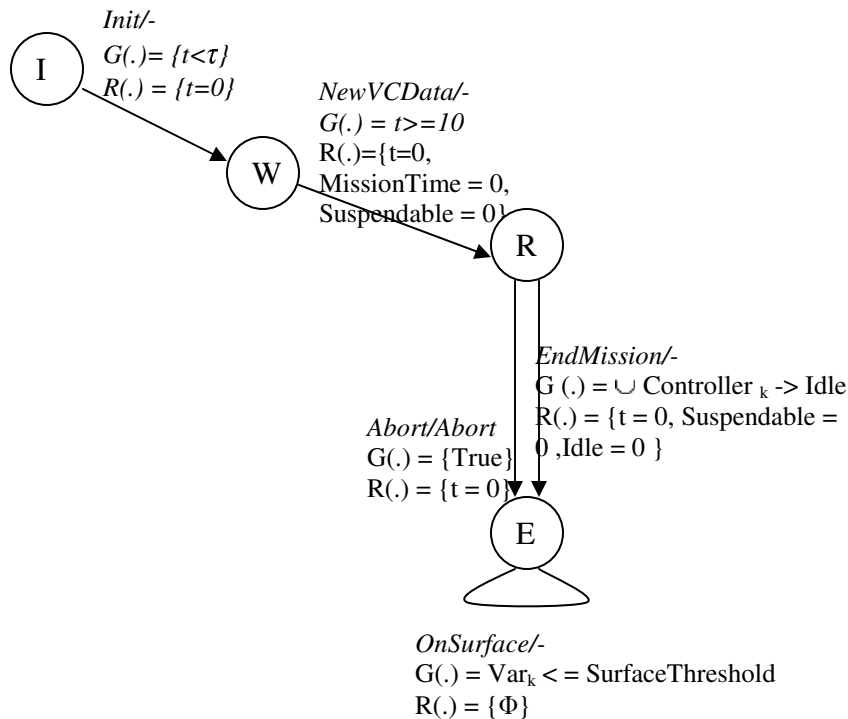 Init/-
G(.)= {t<τ}
R(.) = {t=0}
I
NewVCData/-
G(.) = t>=10
R(.)={t=0,
MissionTime = 0,
Suspendable = 0}
W
R
EndMission/-
G (.) = ∪ Controller k -> Idle
R(.) = {t = 0, Suspendable =
0 ,Idle = 0 }
Abort/Abort
G(.) = {True}
R(.) = {t = 0}
E
OnSurface/-
G(.) = Vark < = SurfaceThreshold
R(.) = {Φ}